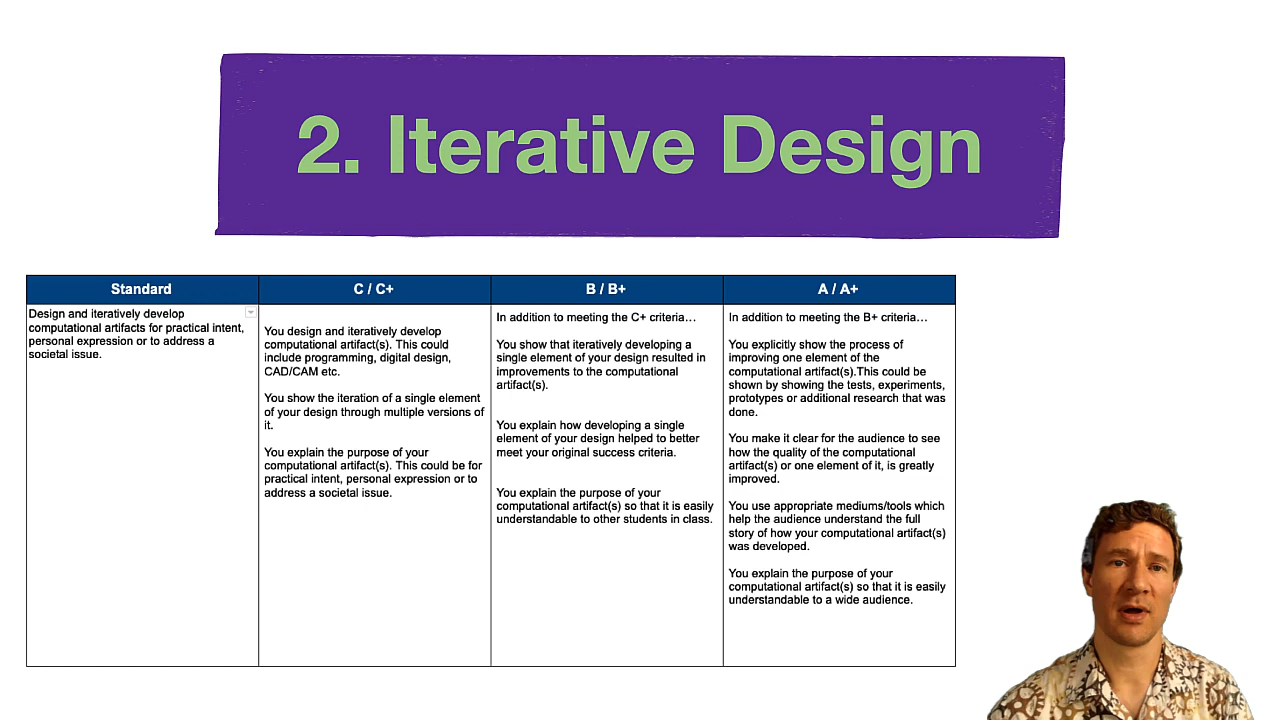 2. Iterative Design
Standard
C / C+
B / B+
A / A+
Design and iteratively develop
computational artifacts for practical intent,
personal expression or to address a
societal issue.
You design and iteratively develop
computational artifact(s). This could
include programming, digital design,
CAD/CAM etc.
You show the iteration of a single element
of your design through multiple versions of
it.
You explain the purpose of your
computational artifact(s). This could be for
practical intent, personal expression or to
address a societal issue.
In addition to meeting the C+ criteria…
You show that iteratively developing a
single element of your design resulted in
improvements to the computational
artifact(s).
You explain how developing a single
element of your design helped to better
meet your original success criteria.
You explain the purpose of your
computational artifact(s) so that it is easily
understandable to other students in class.
In addition to meeting the B+ criteria…
You explicitly show the process of
improving one element of the
computational artifact(s).This could be
shown by showing the tests, experiments,
prototypes or additional research that was
done.
You make it clear for the audience to see
how the quality of the computational
artifact(s) or one element of it, is greatly
improved.
You use appropriate mediums/tools which
help the audience understand the full
story of how your computational artifact(s)
was developed.
You explain the purpose of your
computational artifact(s) so that it is easily
understandable to a wide audience.